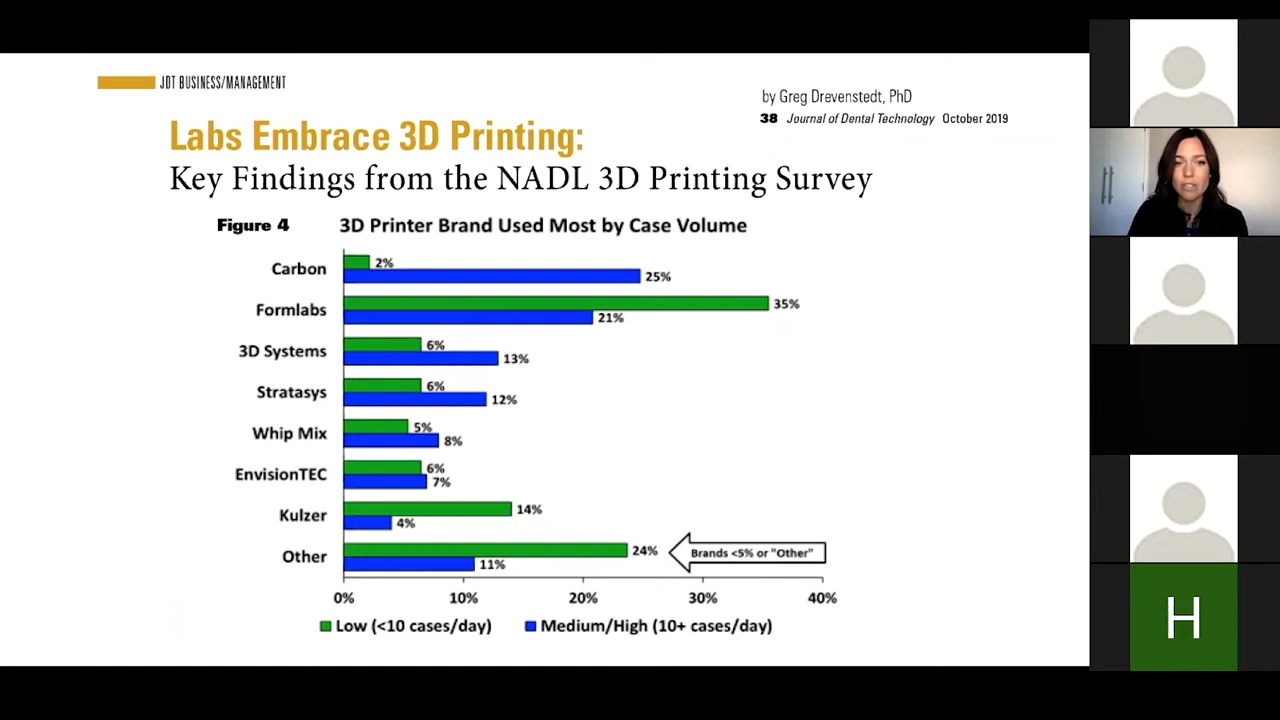 JDT BUSINESS/MANAGEMENT
by Greg Drevenstedt, PhD
38 Journal of Dental Technology October 2019
Labs Embrace 3D Printing:
Key Findings from the NADL 3D Printing Survey
Figure 4 3D Printer Brand Used Most by Case Volume
Carbon 2%
25%
Formlabs 35%
21%
3D Systems 6%
13%
Stratasys 6%
12%
Whip Mix 5%
8%
EnvisionTEC 6%
7%
Kulzer 14%
4%
Other 24% Brands <5% or "Other"
11%
0% 10% 20% 30% 40%
Low (<10 cases/day) Medium/High (10+ cases/day)
H